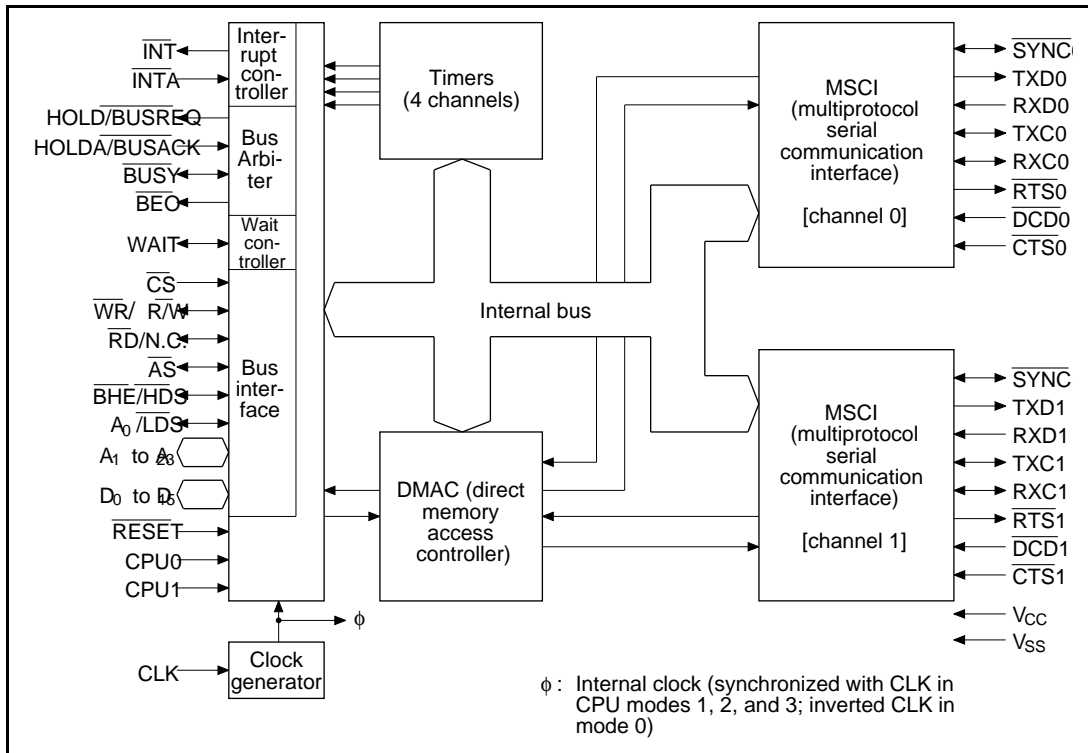 INT
INTA
HOLD/BUSREQ
HOLDA/BUSACK
BUSY
BEO
WAIT
CS
WR/ R/W
RD/N.C.
AS
BHE/HDS
A0/LDS
A1 to A23
D0 to D15
RESET
CPU0
CPU1
CLK
Inter-
rupt con-
troller
Bus
Arbi-
ter
Wait con-
troller
Bus
inter-
face
Clock
generator
ϕ
Timers
(4 channels)
Internal bus
DMAC (direct
memory
access
controller)
MSCI
(multiprotocol
serial
communication
interface)
[channel 0]
MSCI
(multiprotocol
serial
communication
interface)
[channel 1]
SYNC0
TXD0
RXD0
TXC0
RXC0
RTS0
DCD0
CTS0
SYNC
TXD1
RXD1
TXC1
RXC1
RTS1
DCD1
CTS1
VCC
VSS
ϕ : Internal clock (synchronized with CLK in
CPU modes 1, 2, and 3; inverted CLK in
mode 0)